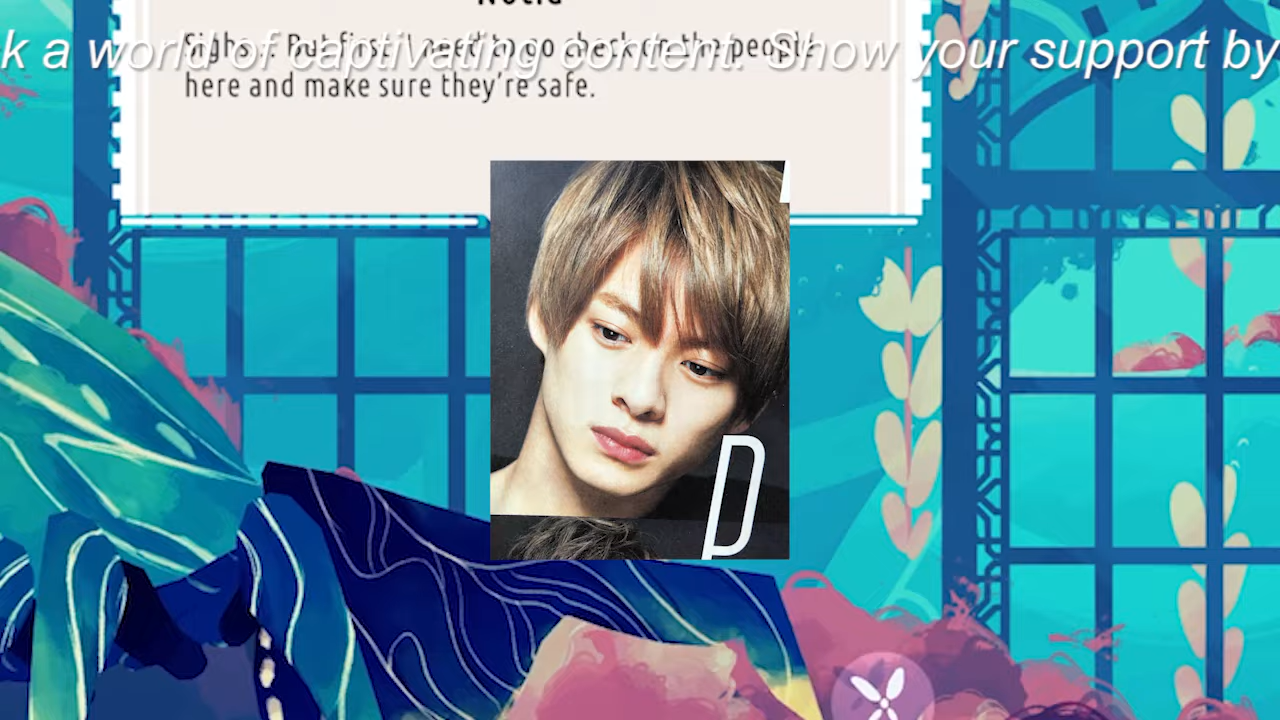 Sighs... But first, I need to go check on the people
k a world of captivating content. Show your support by
here and make sure they're safe.
D